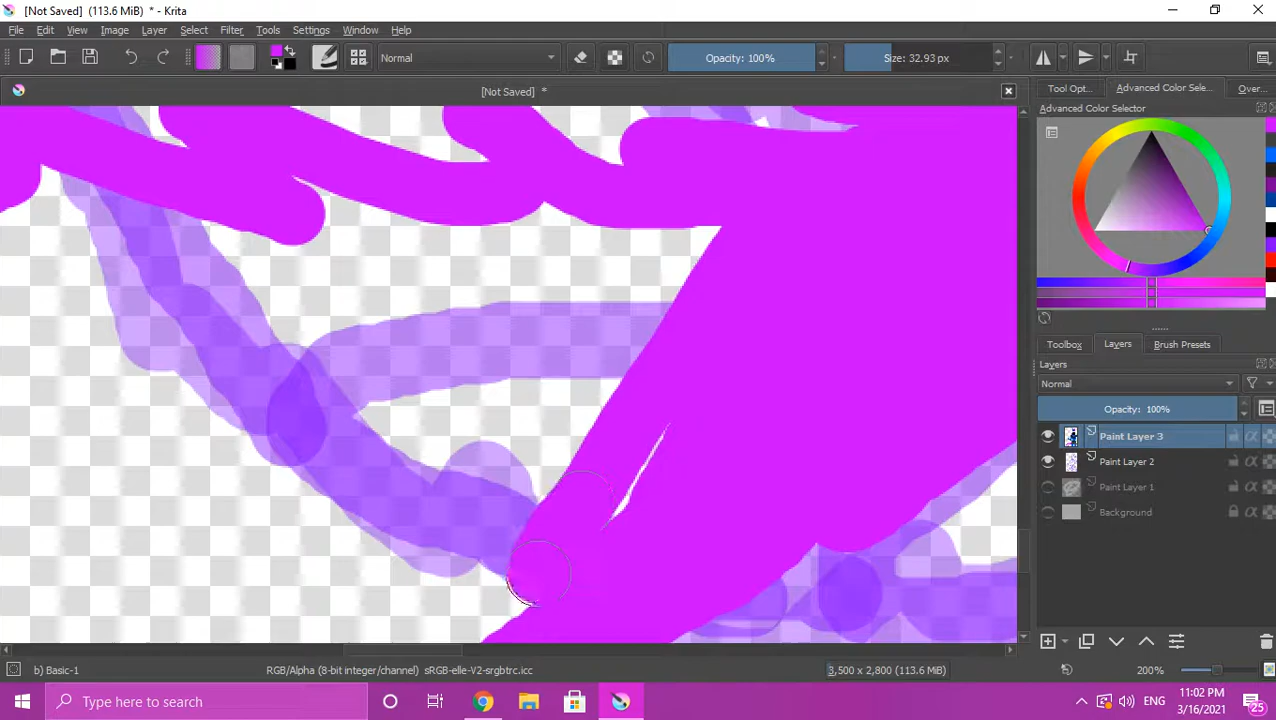 [Not Saved] (113.6 MiB) * - Krita
File Edit View Image Layer Select Filter Tools Settings Window Help
Normal Opacity: 100% Size: 32.93 px
[Not Saved] *
Tool Opt... Advanced Color Sele... Over...
Advanced Color Selector
Toolbox Layers Brush Presets
Layers
Normal
Opacity: 100%
Paint Layer 3
Paint Layer 2
Paint Layer 1
Background
b) Basic-1 RGB/Alpha (8-bit integer/channel) sRGB-elle-V2-srgbtrc.icc 3,500 x 2,800 (113.6 MiB) 200%
Type here to search ENG 11:02 PM
3/16/2021 25